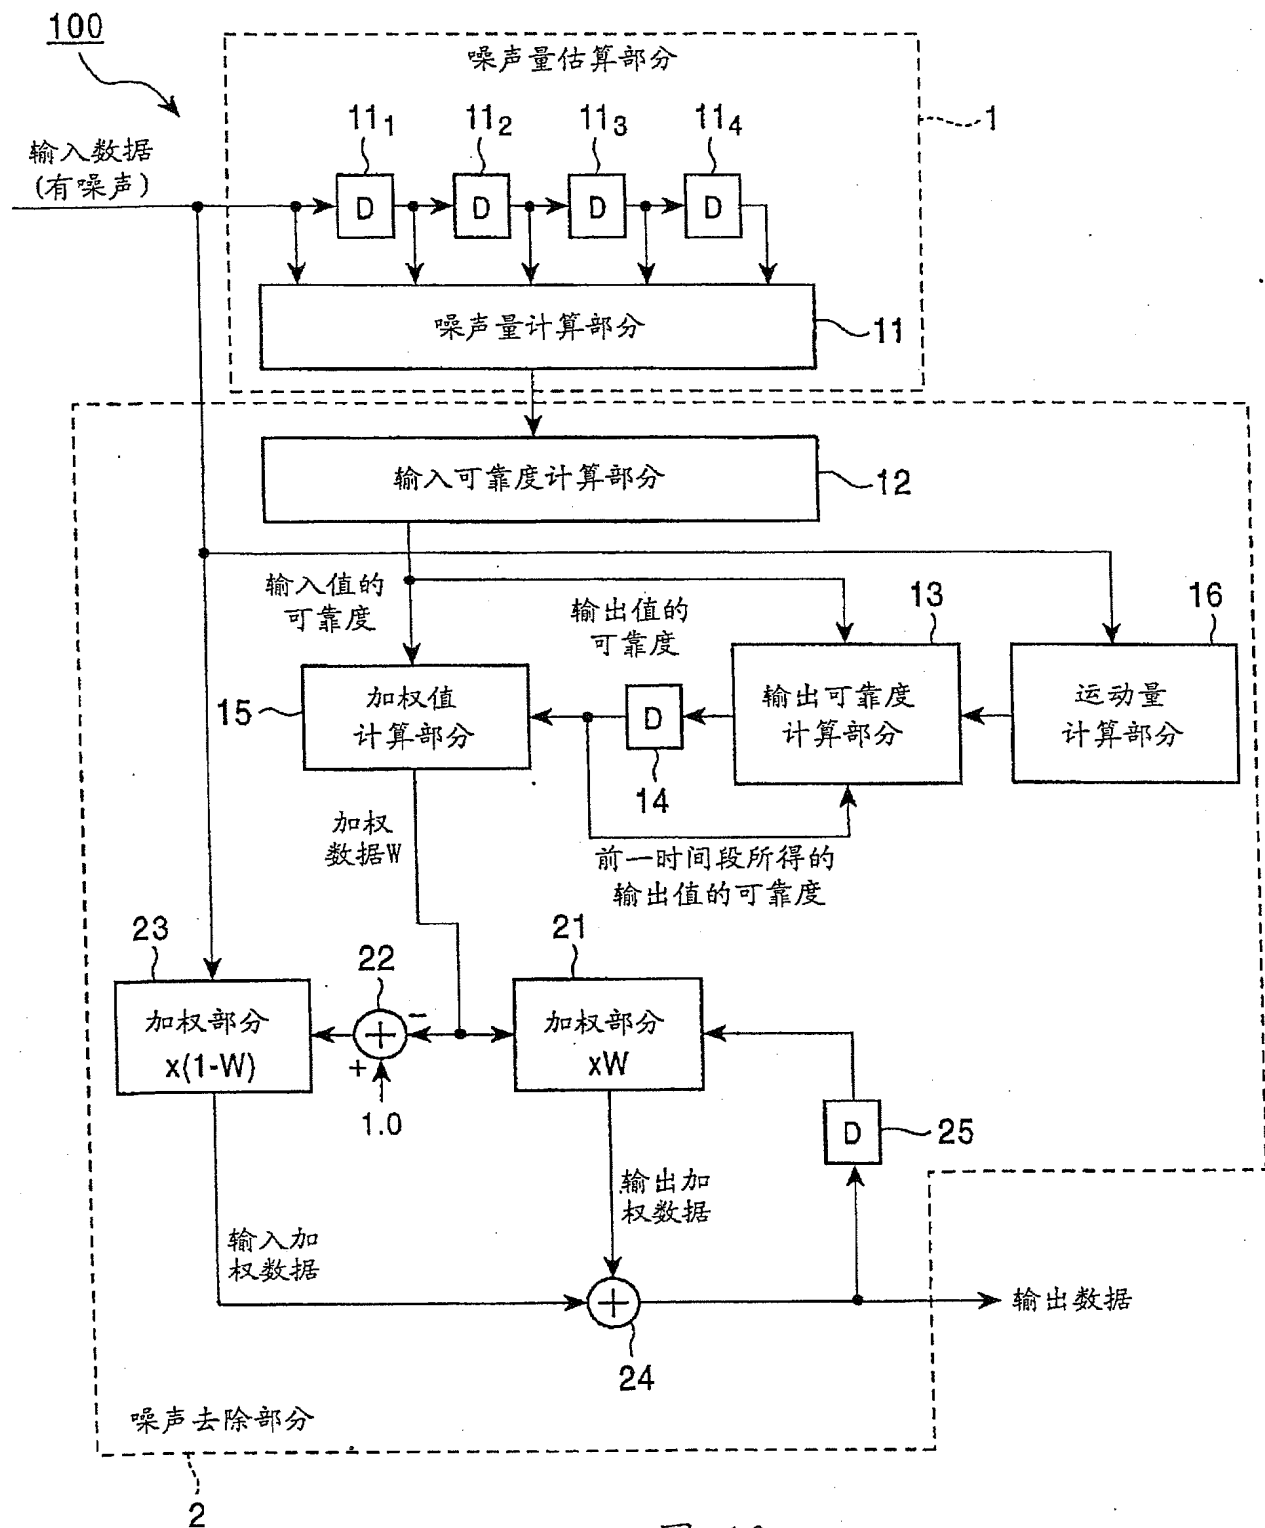 100
噪声量估算部分
1
11₁
11₂
11₃
11₄
输入数据
(有噪声)
D
D
D
D
噪声量计算部分
11
输入可靠度计算部分
12
输入值的
可靠度
输出值的
可靠度
13
16
15
加权值
计算部分
D
14
输出可靠度
计算部分
运动量
计算部分
加权
数据W
前一时间段所得的
输出值的可靠度
23
22
21
加权部分
x(1-W)
+
−
+
1.0
加权部分
xW
D
25
输出加
权数据
输入加
权数据
+
24
输出数据
噪声去除部分
2